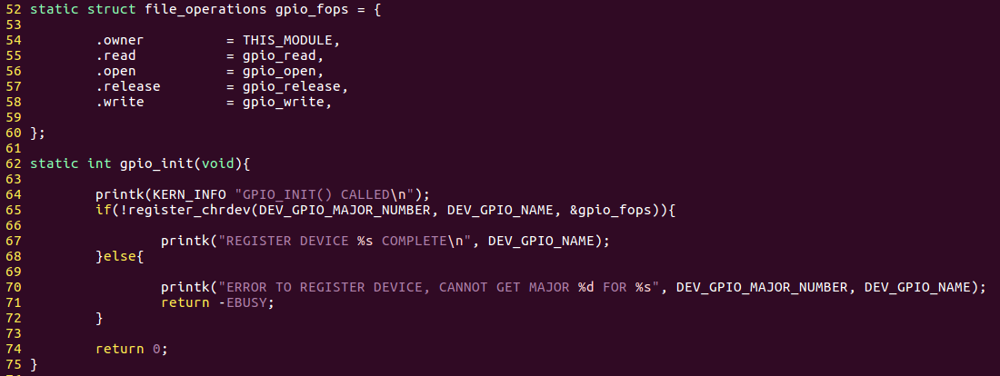 52 static struct file_operations gpio_fops = {
53
54         .owner          = THIS_MODULE,
55         .read           = gpio_read,
56         .open           = gpio_open,
57         .release        = gpio_release,
58         .write          = gpio_write,
59
60 };
61
62 static int gpio_init(void){
63
64         printk(KERN_INFO "GPIO_INIT() CALLED\n");
65         if(!register_chrdev(DEV_GPIO_MAJOR_NUMBER, DEV_GPIO_NAME, &gpio_fops)){
66
67                 printk("REGISTER DEVICE %s COMPLETE\n", DEV_GPIO_NAME);
68         }else{
69
70                 printk("ERROR TO REGISTER DEVICE, CANNOT GET MAJOR %d FOR %s", DEV_GPIO_MAJOR_NUMBER, DEV_GPIO_NAME);
71                 return -EBUSY;
72         }
73
74         return 0;
75 }